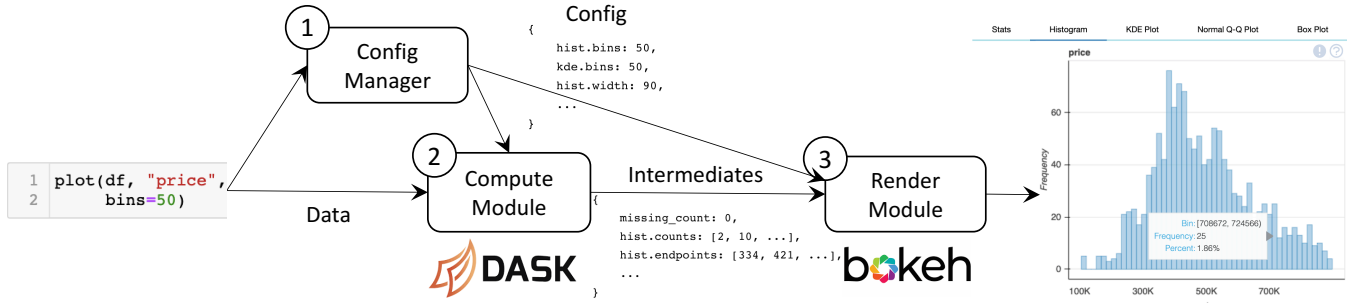 1 plot(df, "price",
2 bins=50)
1
Config
Manager
Config
{
hist.bins: 50,
kde.bins: 50,
hist.width: 90,
...
}
Data
2
Compute
Module
DASK
Intermediates
{
missing_count: 0,
hist.counts: [2, 10, ...],
hist.endpoints: [334, 421, ...],
...
}
3
Render
Module
bokeh
Stats Histogram KDE Plot Normal Q-Q Plot Box Plot
price
! ?
Frequency
60
40
20
0
Bin: [708672, 724566)
Frequency: 25
Percent: 1.86%
100K 300K 500K 700K